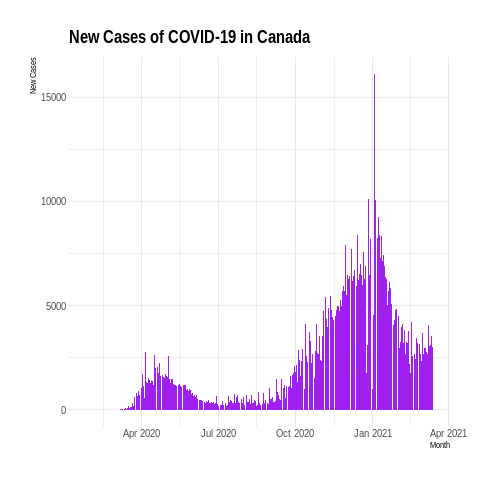 New Cases of COVID-19 in Canada
New Cases
15000
10000
5000
0
Apr 2020 Jul 2020 Oct 2020 Jan 2021 Apr 2021
Month